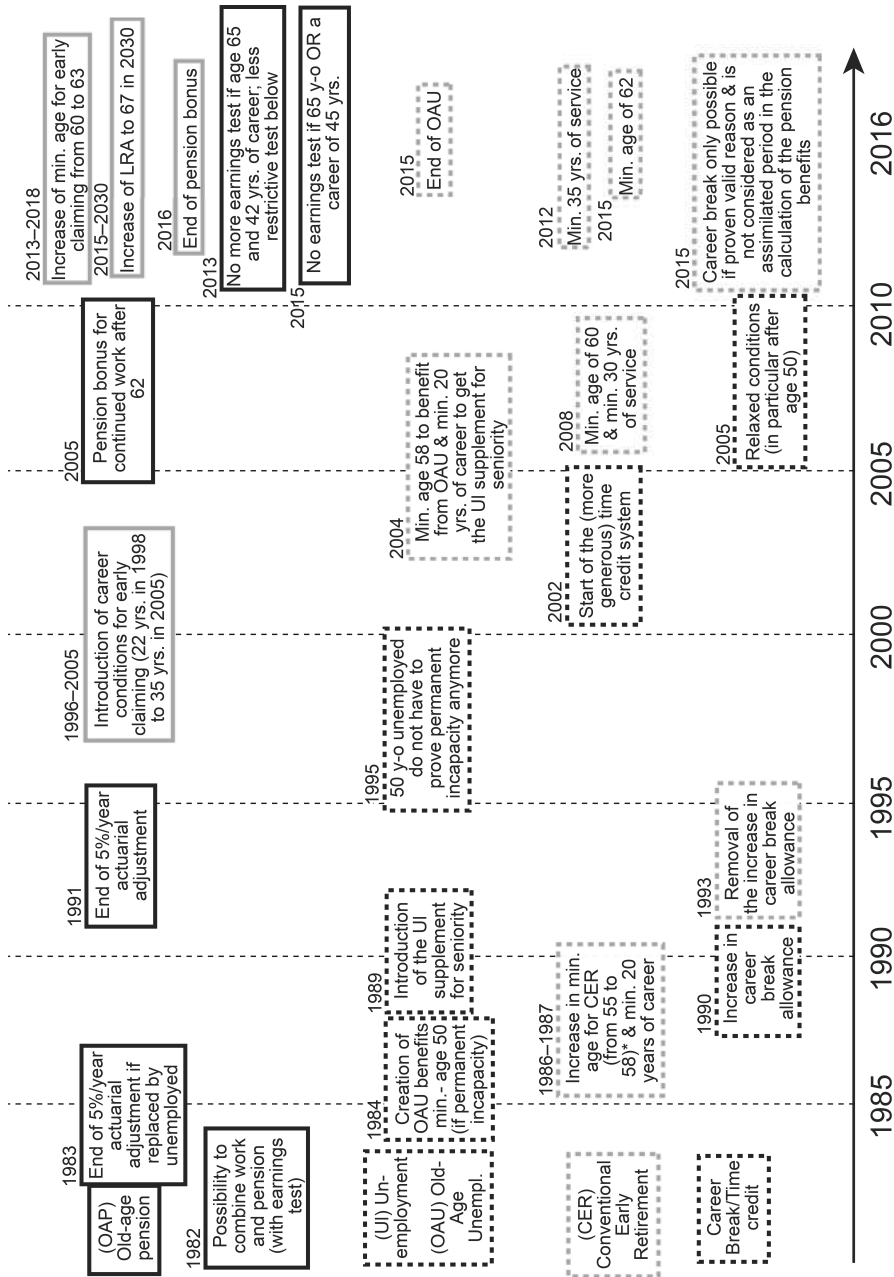 (OAP)
Old-age
pension
1983
End of 5%/year
actuarial
adjustment if
replaced by
unemployed
1991
End of 5%/year
actuarial
adjustment
1996–2005
Introduction of career
conditions for early
claiming (22 yrs. in 1998
to 35 yrs. in 2005)
2005
Pension bonus for
continued work after
62
2013–2018
Increase of min. age for early
claiming from 60 to 63
2015–2030
Increase of LRA to 67 in 2030
2016
End of pension bonus
1982
Possibility to
combine work
and pension
(with earnings
test)
2013
No more earnings test if age 65
and 42 yrs. of career; less
restrictive test below
2015
No earnings test if 65 y-o OR a
career of 45 yrs.
(UI) Un-
employment
(OAU) Old-
Age
Unempl.
1984
Creation of
OAU benefits
min.- age 50
(if permanent
incapacity)
1989
Introduction
of the UI
supplement
for seniority
1995
50 y-o unemployed
do not have to
prove permanent
incapacity anymore
2004
Min. age 58 to benefit
from OAU & min. 20
yrs. of career to get
the UI supplement for
seniority
2015
End of OAU
(CER)
Conventional
Early
Retirement
1986–1987
Increase in min.
age for CER
(from 55 to
58)* & min. 20
years of career
2002
Start of the (more
generous) time
credit system
2008
Min. age of 60
& min. 30 yrs.
of service
2012
Min. 35 yrs. of service
2015
Min. age of 62
Career
Break/Time
credit
1990
Increase in
career
break
allowance
1993
Removal of
the increase in
career break
allowance
2005
Relaxed conditions
(in particular after
age 50)
2015
Career break only possible
if proven valid reason & is
not considered as an
assimilated period in the
calculation of the pension
benefits
1985
1990
1995
2000
2005
2010
2016